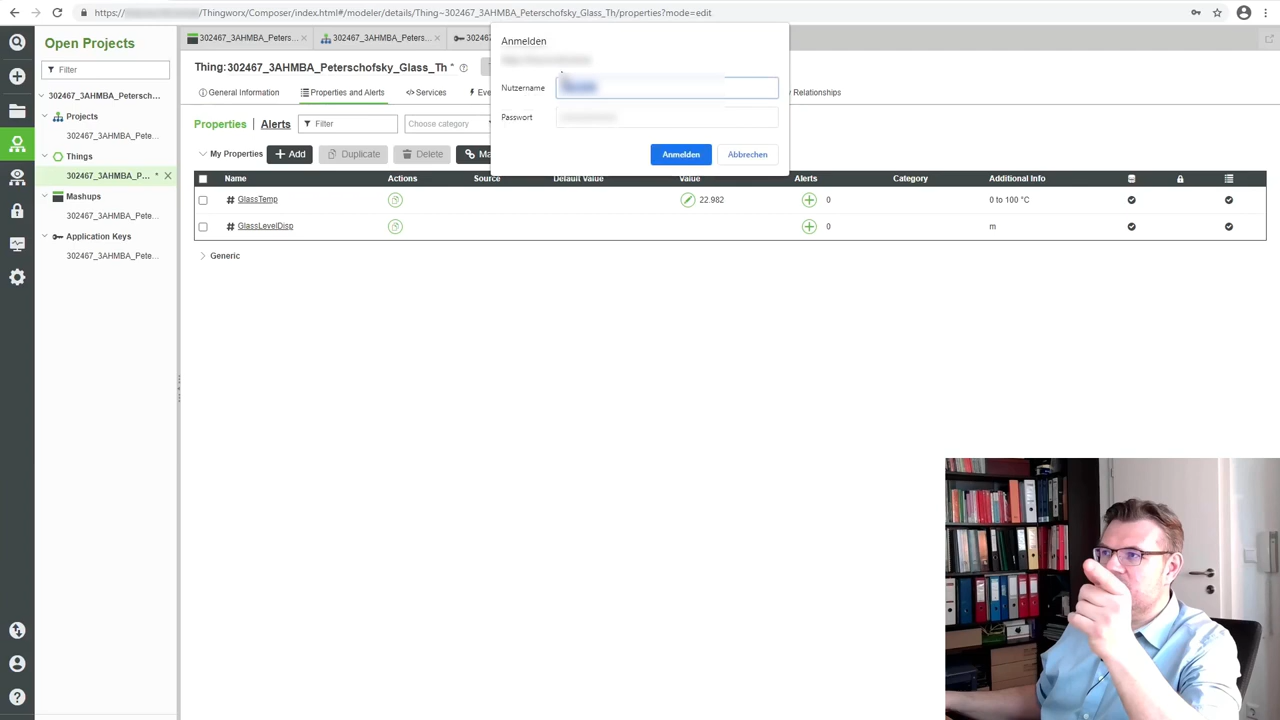 https://
/Thingworx/Composer/index.html#/modeler/details/Thing~302467_3AHMBA_Peterschofsky_Glass_Th/properties?mode=edit
Open Projects
Filter
302467_3AHMBA_Petersch...
Projects
302467_3AHMBA_Pete...
Things
302467_3AHMBA_P... *
Mashups
302467_3AHMBA_Pete...
Application Keys
302467_3AHMBA_Pete...
302467_3AHMBA_Peters...
302467_3AHMBA_Peters...
302467
Thing:302467_3AHMBA_Peterschofsky_Glass_Th *
General Information
Properties and Alerts
Services
Eve
Relationships
Properties | Alerts
Filter
Choose category
My Properties
Add
Duplicate
Delete
Ma
Anmelden
Nutzername
Passwort
Anmelden
Abbrechen
Name Actions Source Default Value Value Alerts Category Additional Info
# GlassTemp 22.982 0 0 to 100 °C
# GlassLevelDisp 0 m
Generic